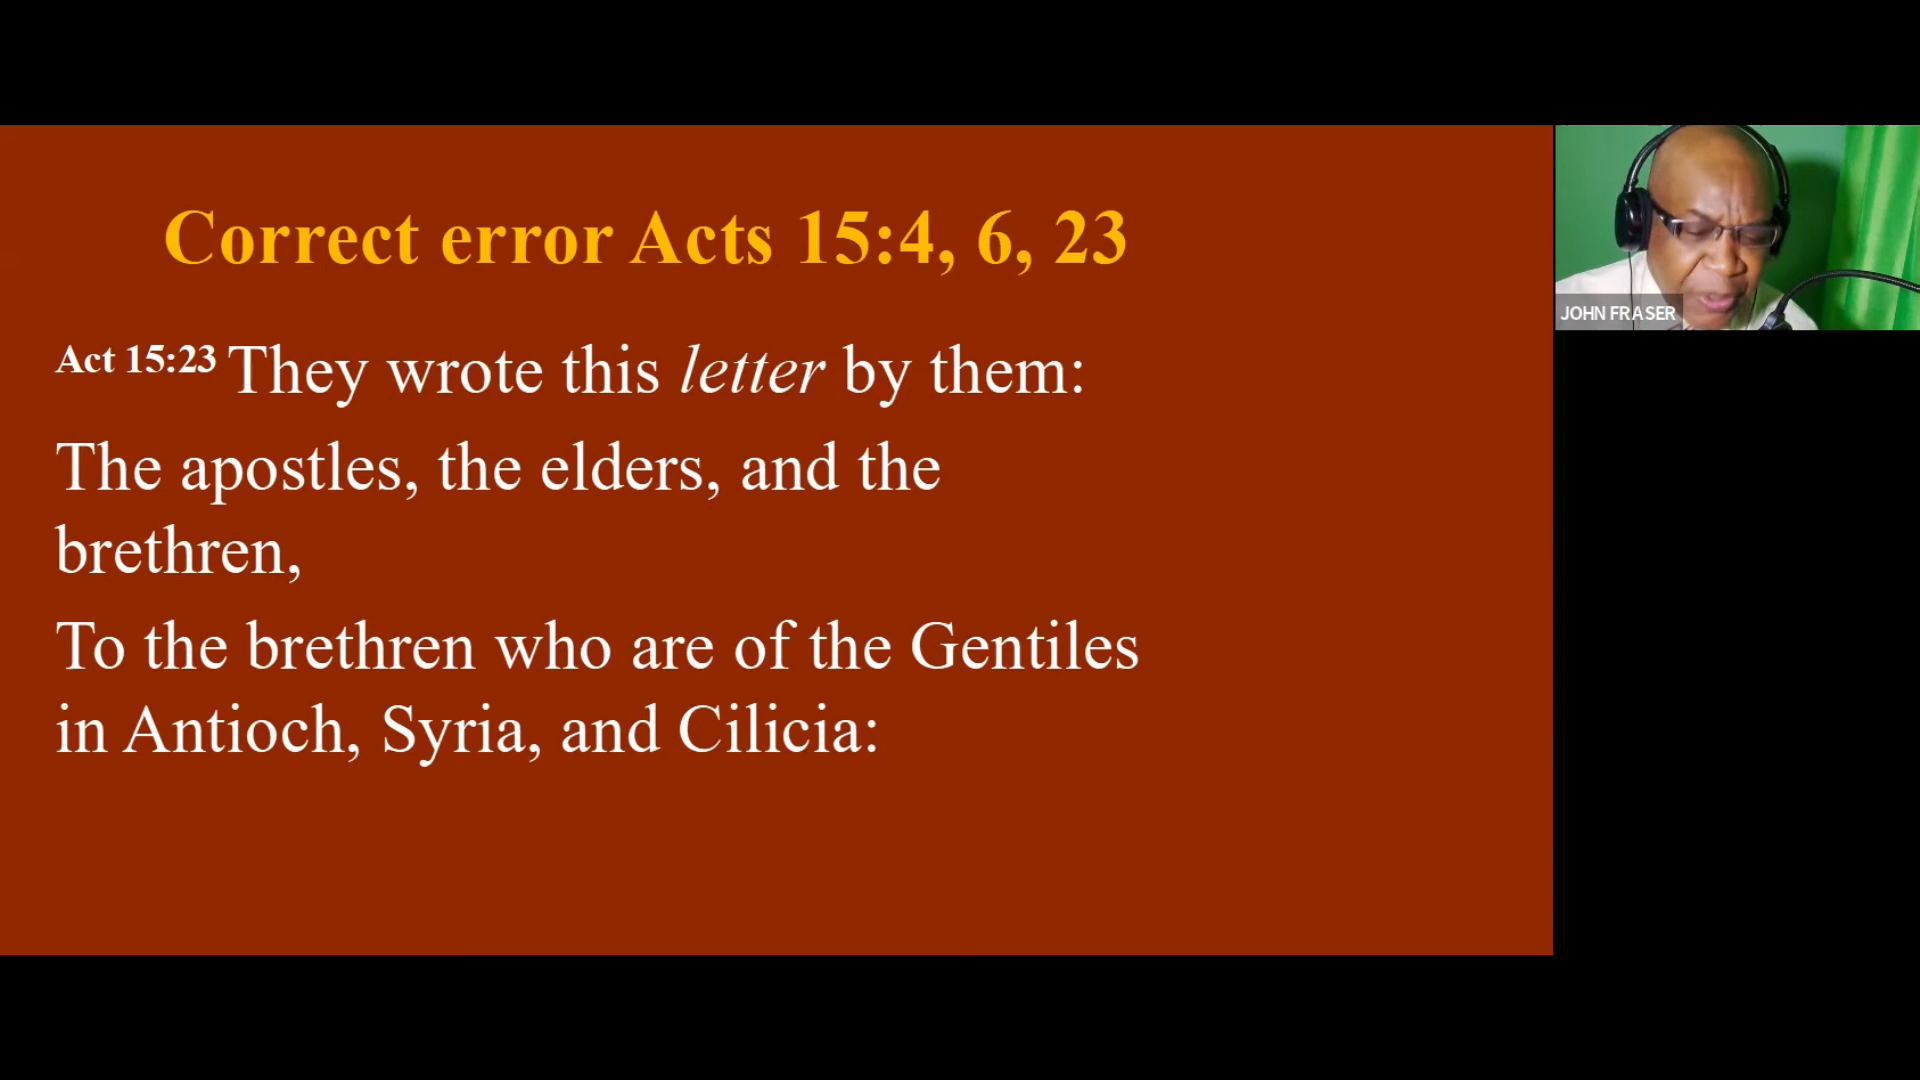 Correct error Acts 15:4, 6, 23
Act 15:23 They wrote this letter by them:
The apostles, the elders, and the
brethren,
To the brethren who are of the Gentiles
in Antioch, Syria, and Cilicia:
JOHN FRASER